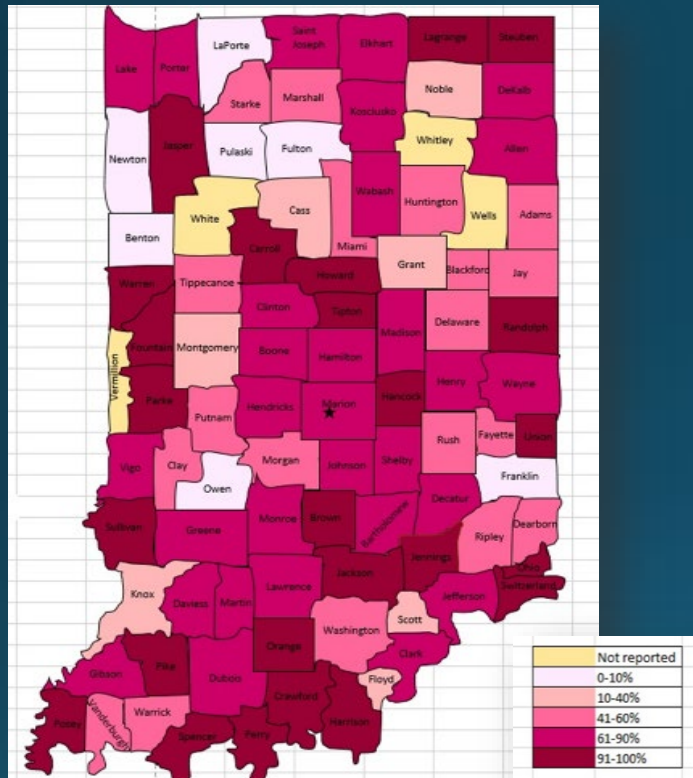 LaPorte
Saint
Joseph
Elkhart
Lagrange
Steuben
Lake
Porter
Starke
Marshall
Kosciusko
Noble
DeKalb
Newton
Jasper
Pulaski
Fulton
Whitley
Allen
White
Cass
Wabash
Huntington
Wells
Adams
Benton
Carroll
Miami
Grant
Blackford
Jay
Warren
Tippecanoe
Howard
Clinton
Tipton
Madison
Delaware
Randolph
Fountain
Montgomery
Vermillion
Boone
Hamilton
Henry
Wayne
Parke
Putnam
Hendricks
Marion
Hancock
Rush
Fayette
Union
Vigo
Clay
Owen
Morgan
Johnson
Shelby
Franklin
Decatur
Sullivan
Greene
Monroe
Brown
Bartholomew
Ripley
Dearborn
Jennings
Jackson
Ohio
Switzerland
Knox
Daviess
Martin
Lawrence
Jefferson
Scott
Washington
Orange
Clark
Gibson
Pike
Dubois
Floyd
Crawford
Harrison
Posey
Vanderburgh
Warrick
Spencer
Perry
Not reported
0-10%
10-40%
41-60%
61-90%
91-100%